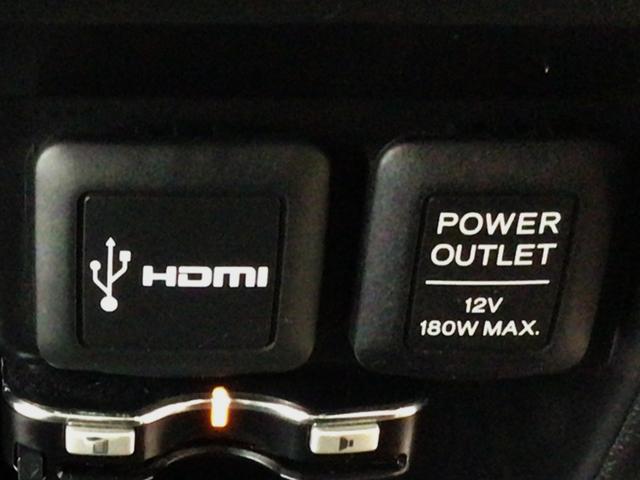 HDMI
POWER
OUTLET
12V
180W MAX.